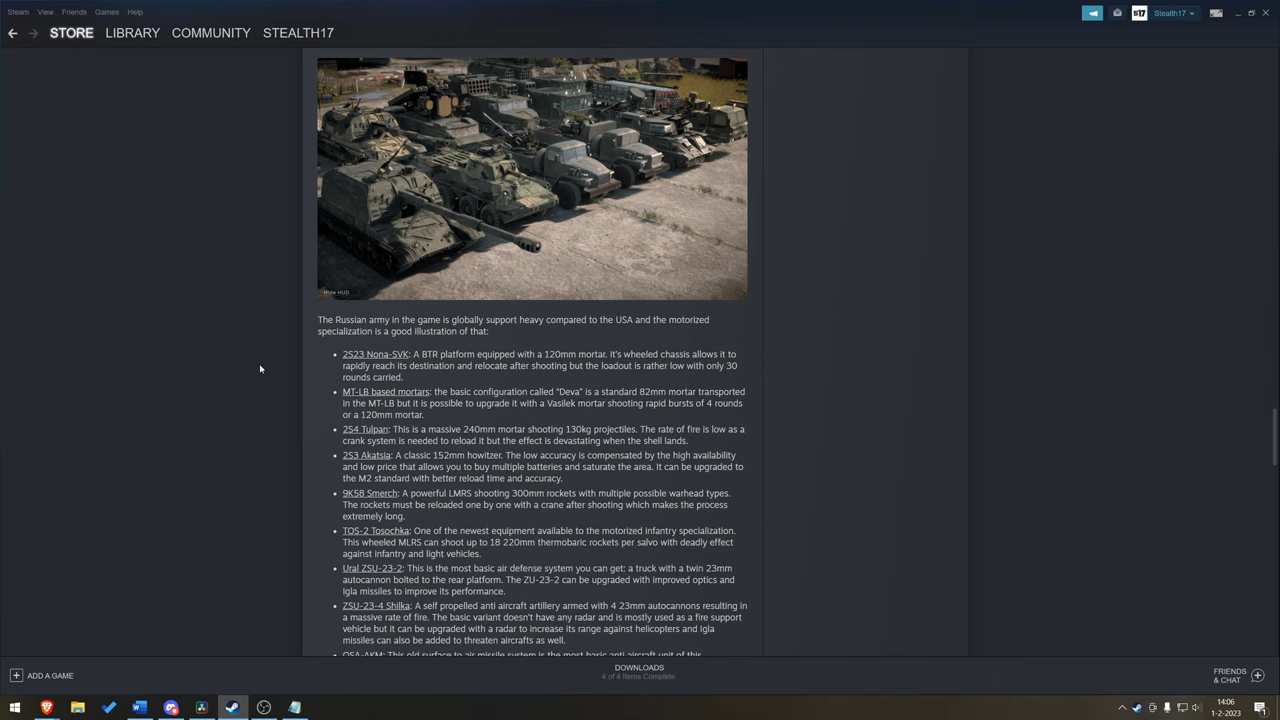 Steam View Friends Games Help
s17 Stealth17
STORE LIBRARY COMMUNITY STEALTH17
Hide HUD
The Russian army in the game is globally support heavy compared to the USA and the motorized
specialization is a good illustration of that:
• 2S23 Nona-SVK: A BTR platform equipped with a 120mm mortar. It's wheeled chassis allows it to
rapidly reach its destination and relocate after shooting but the loadout is rather low with only 30
rounds carried.
• MT-LB based mortars: the basic configuration called "Deva" is a standard 82mm mortar transported
in the MT-LB but it is possible to upgrade it with a Vasilek mortar shooting rapid bursts of 4 rounds
or a 120mm mortar.
• 2S4 Tulpan: This is a massive 240mm mortar shooting 130kg projectiles. The rate of fire is low as a
crank system is needed to reload it but the effect is devastating when the shell lands.
• 2S3 Akatsia: A classic 152mm howitzer. The low accuracy is compensated by the high availability
and low price that allows you to buy multiple batteries and saturate the area. It can be upgraded to
the M2 standard with better reload time and accuracy.
• 9K58 Smerch: A powerful LMRS shooting 300mm rockets with multiple possible warhead types.
The rockets must be reloaded one by one with a crane after shooting which makes the process
extremely long.
• TOS-2 Tosochka: One of the newest equipment available to the motorized infantry specialization.
This wheeled MLRS can shoot up to 18 220mm thermobaric rockets per salvo with deadly effect
against infantry and light vehicles.
• Ural ZSU-23-2: This is the most basic air defense system you can get: a truck with a twin 23mm
autocannon bolted to the rear platform. The ZU-23-2 can be upgraded with improved optics and
Igla missiles to improve its performance.
• ZSU-23-4 Shilka: A self propelled anti aircraft artillery armed with 4 23mm autocannons resulting in
a massive rate of fire. The basic variant doesn't have any radar and is mostly used as a fire support
vehicle but it can be upgraded with a radar to increase its range against helicopters and Igla
missiles can also be added to threaten aircrafts as well.
• OSA-AKM: This old surface to air missile system is the most basic anti aircraft unit of this
ADD A GAME
DOWNLOADS
4 of 4 Items Complete
FRIENDS
& CHAT
14:06
1-2-2023